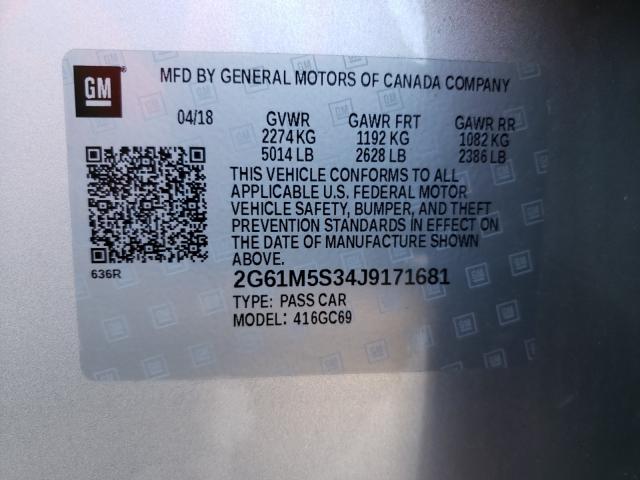 GM
MFD BY GENERAL MOTORS OF CANADA COMPANY
04/18 GVWR GAWR FRT GAWR RR
2274 KG 1192 KG 1082 KG
5014 LB 2628 LB 2386 LB
THIS VEHICLE CONFORMS TO ALL
APPLICABLE U.S. FEDERAL MOTOR
VEHICLE SAFETY, BUMPER, AND THEFT
PREVENTION STANDARDS IN EFFECT ON
THE DATE OF MANUFACTURE SHOWN
ABOVE.
636R 2G61M5S34J9171681
TYPE: PASS CAR
MODEL: 416GC69